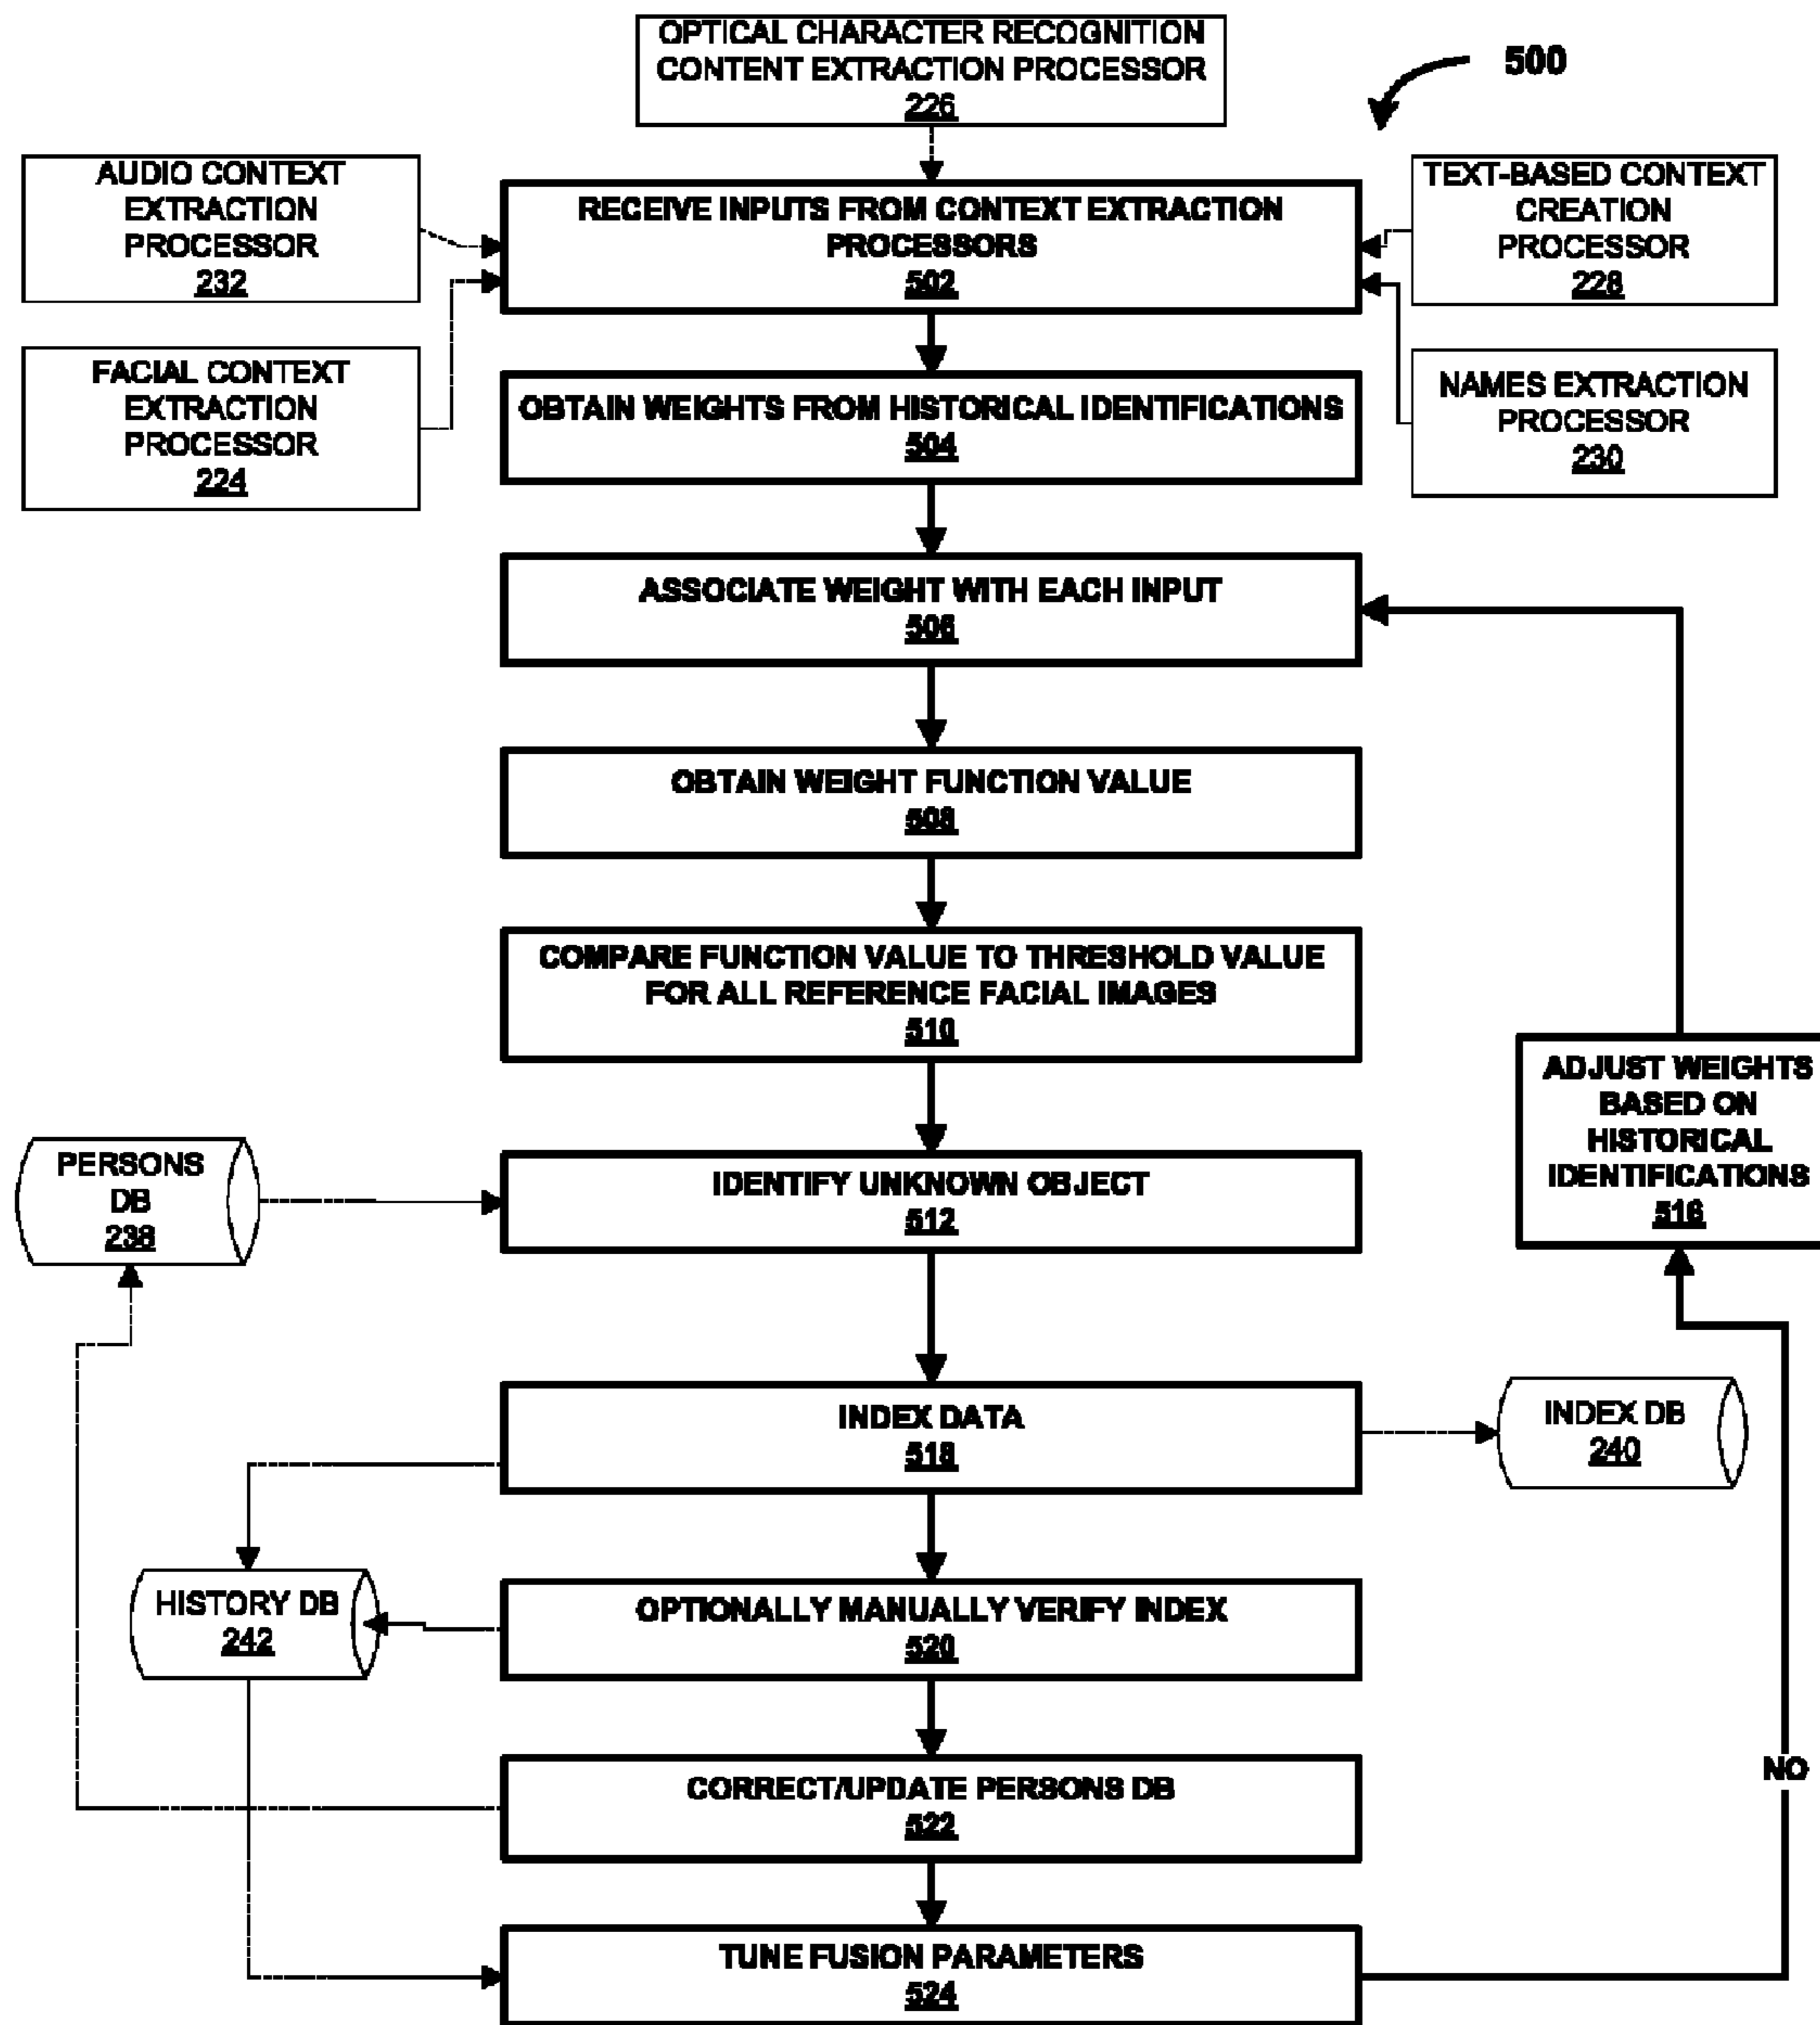 OPTICAL CHARACTER RECOGNITION
CONTENT EXTRACTION PROCESSOR
226
500
AUDIO CONTEXT
EXTRACTION
PROCESSOR
232
RECEIVE INPUTS FROM CONTEXT EXTRACTION
PROCESSORS
502
TEXT-BASED CONTEXT
CREATION
PROCESSOR
228
FACIAL CONTEXT
EXTRACTION
PROCESSOR
224
OBTAIN WEIGHTS FROM HISTORICAL IDENTIFICATIONS
504
NAMES EXTRACTION
PROCESSOR
230
ASSOCIATE WEIGHT WITH EACH INPUT
506
OBTAIN WEIGHT FUNCTION VALUE
508
COMPARE FUNCTION VALUE TO THRESHOLD VALUE
FOR ALL REFERENCE FACIAL IMAGES
510
ADJUST WEIGHTS
BASED ON
HISTORICAL
IDENTIFICATIONS
516
PERSONS
DB
238
IDENTIFY UNKNOWN OBJECT
512
INDEX DATA
518
INDEX DB
240
HISTORY DB
242
OPTIONALLY MANUALLY VERIFY INDEX
520
CORRECT/UPDATE PERSONS DB
522
NO
TUNE FUSION PARAMETERS
524